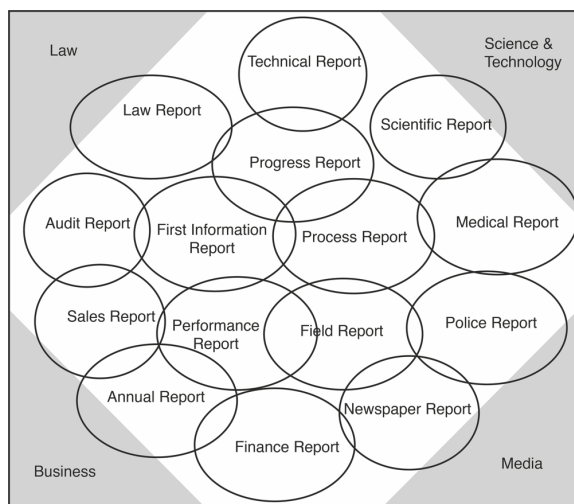 Law
Science &
Technology
Technical Report
Law Report
Scientific Report
Progress Report
Audit Report
First Information
Report
Process Report
Medical Report
Sales Report
Performance
Report
Field Report
Police Report
Annual Report
Newspaper Report
Finance Report
Business
Media